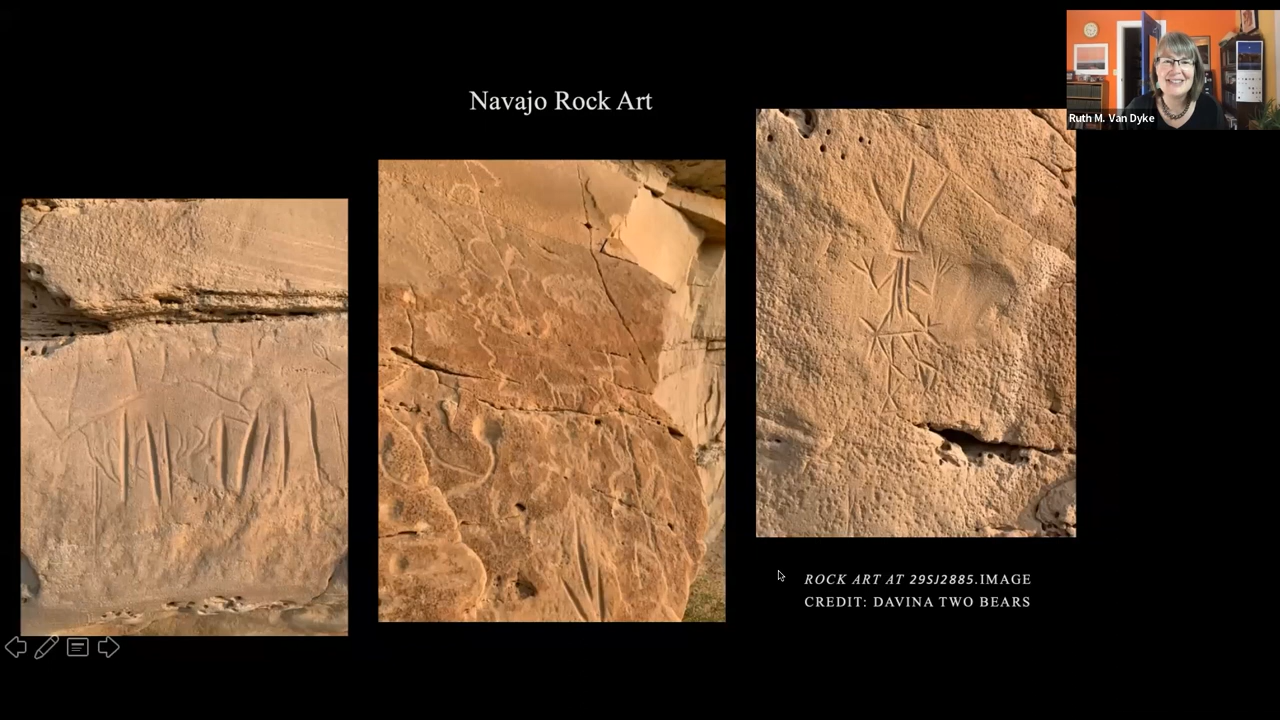 Navajo Rock Art
Ruth M. Van Dyke
ROCK ART AT 29SJ2885.IMAGE
CREDIT: DAVINA TWO BEARS